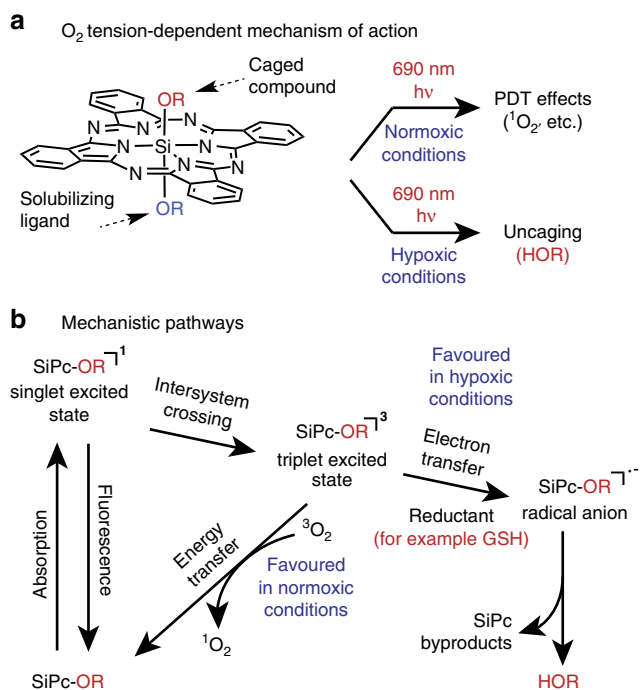 a
O₂ tension-dependent mechanism of action
Caged
compound
OR
N
N
N
N
Si
N
N
N
N
Solubilizing
ligand
OR
690 nm
hν
Normoxic
conditions
PDT effects
(¹O₂, etc.)
690 nm
hν
Hypoxic
conditions
Uncaging
(HOR)
b
Mechanistic pathways
SiPc-OR 1
singlet excited
state
Intersystem
crossing
SiPc-OR 3
triplet excited
state
Favoured
in hypoxic
conditions
Electron
transfer
Reductant
(for example GSH)
SiPc-OR ·-
radical anion
Absorption
Fluorescence
Energy
transfer
³O₂
Favoured
in normoxic
conditions
¹O₂
SiPc
byproducts
SiPc-OR
HOR